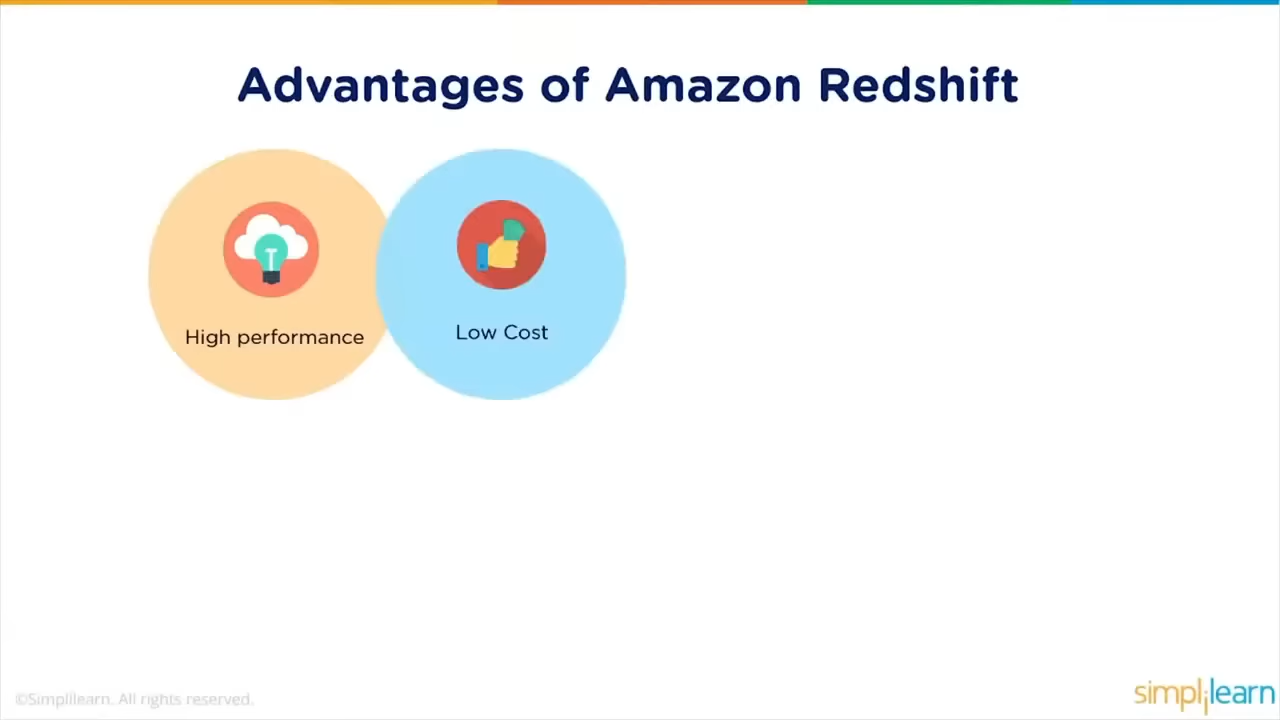 Advantages of Amazon Redshift
High performance
Low Cost
©Simplilearn. All rights reserved.
simplilearn